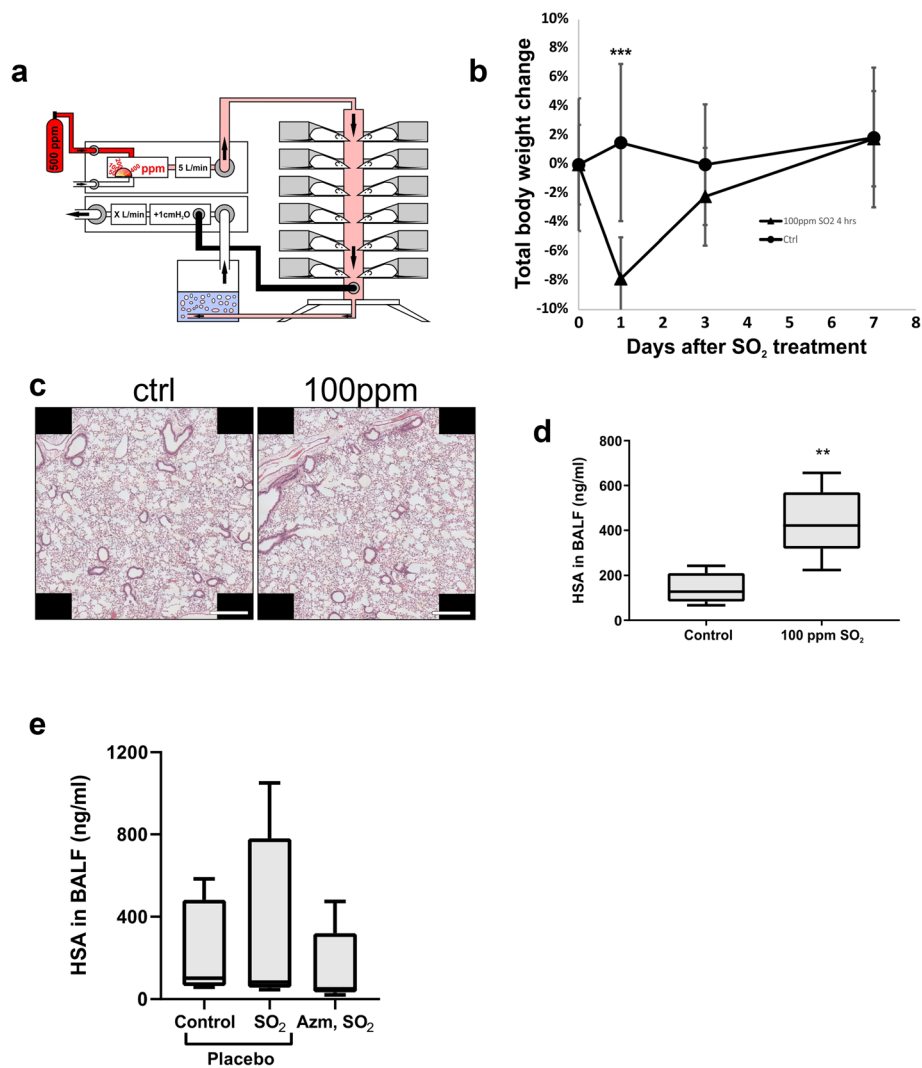 a
500 ppm
ppm
5 L/min
X L/min
+1cmH₂O
b
Total body weight change
10%
8%
6%
4%
2%
0%
-2%
-4%
-6%
-8%
-10%
***
100ppm SO2 4 hrs
Ctrl
0 1 2 3 4 5 6 7 8
Days after SO₂ treatment
c
ctrl
100ppm
d
HSA in BALF (ng/ml)
800
600
400
200
0
**
Control
100 ppm SO₂
e
HSA in BALF (ng/ml)
1200
800
400
0
Control
SO₂
Azm, SO₂
Placebo